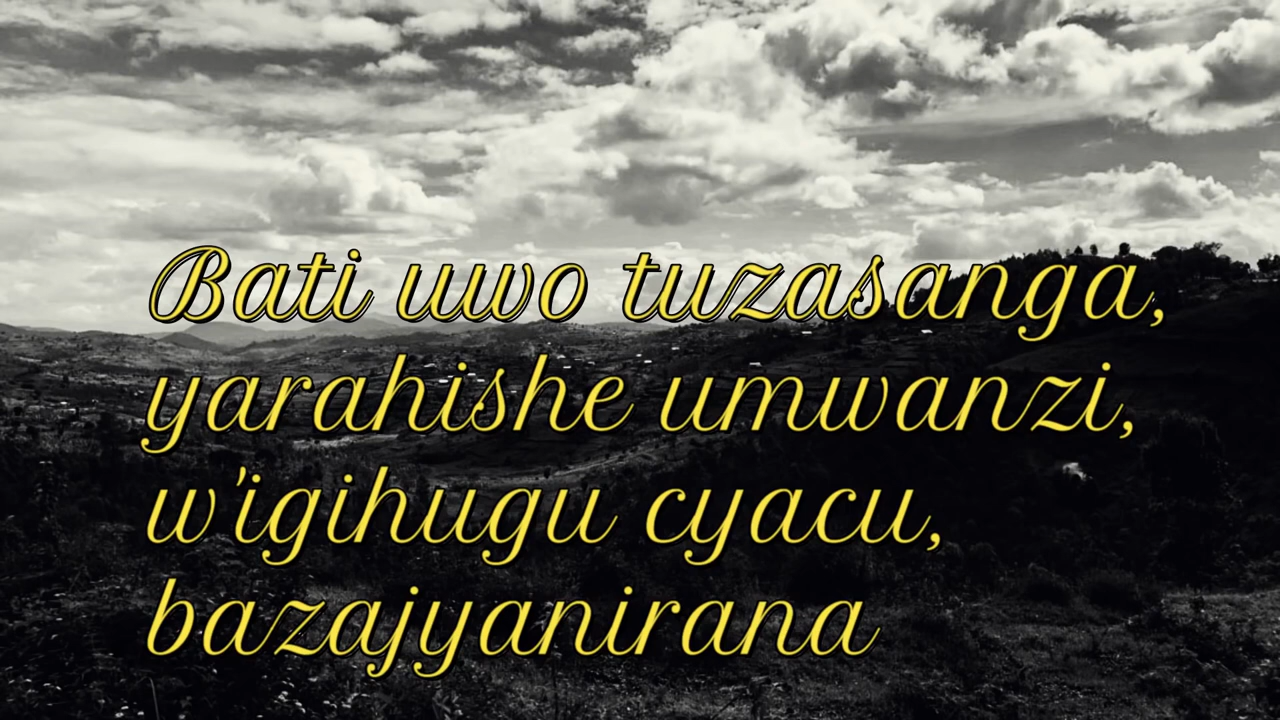 Bati uwo tuzasanga,
yarahishe umwanzi,
w'igihugu cyacu,
bazajyanirana